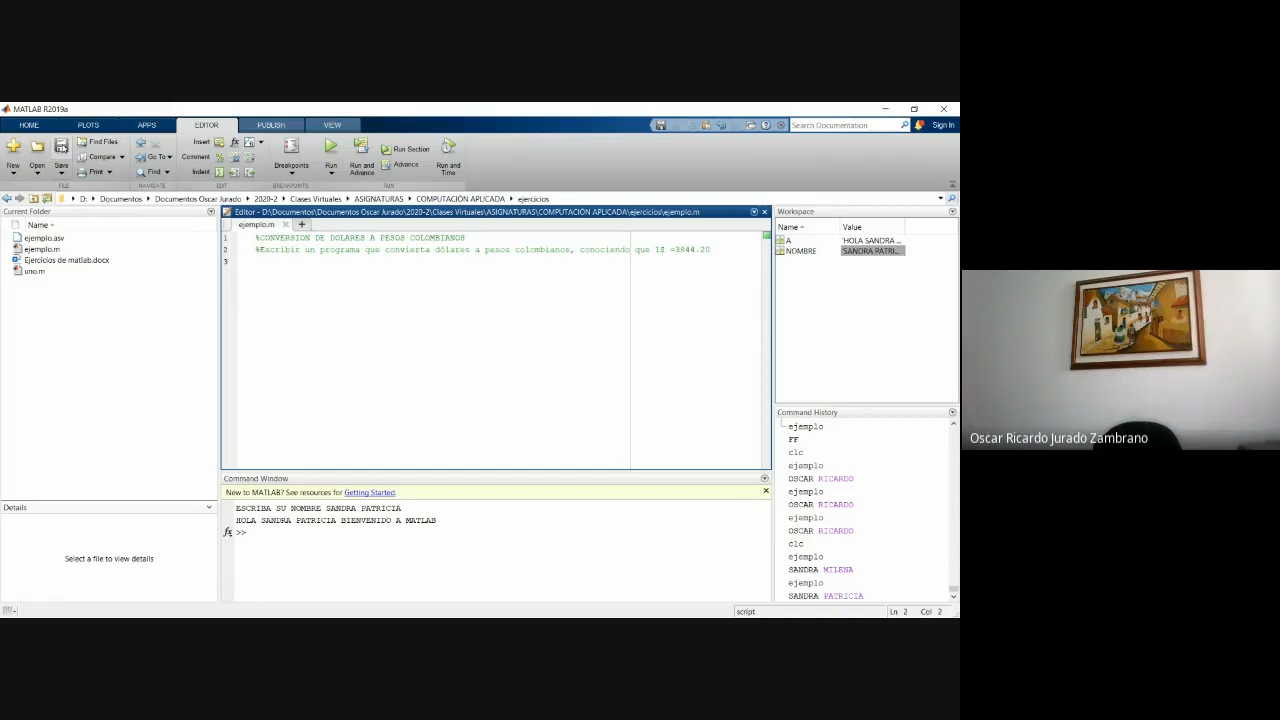 MATLAB R2019a
HOME PLOTS APPS EDITOR PUBLISH VIEW
Search Documentation
Sign In
New
Open
Save
Find Files
Compare
Print
Go To
Find
Insert
Comment
Indent
Breakpoints
Run
Run and Advance
Run Section
Advance
Run and Time
FILE NAVIGATE EDIT BREAKPOINTS RUN
D: Documentos Documentos Oscar Jurado 2020-2 Clases Virtuales ASIGNATURAS COMPUTACIÓN APLICADA ejercicios
Current Folder
Name
ejemplo.asv
ejemplo.m
Ejercicios de matlab.docx
uno.m
Details
Select a file to view details
Editor - D:\Documentos\Documentos Oscar Jurado\2020-2\Clases Virtuales\ASIGNATURAS\COMPUTACIÓN APLICADA\ejercicios\ejemplo.m
ejemplo.m
1 %CONVERSION DE DOLARES A PESOS COLOMBIANOS
2 %Escribir un programa que convierta dólares a pesos colombianos, conociendo que 1$ =3844.20
3
Command Window
New to MATLAB? See resources for Getting Started.
ESCRIBA SU NOMBRE SANDRA PATRICIA
HOLA SANDRA PATRICIA BIENVENIDO A MATLAB
fx >>
Workspace
Name Value
A 'HOLA SANDRA ...
NOMBRE 'SANDRA PATRI...
Command History
ejemplo
FF
clc
ejemplo
OSCAR RICARDO
ejemplo
OSCAR RICARDO
ejemplo
OSCAR RICARDO
clc
ejemplo
SANDRA MILENA
ejemplo
SANDRA PATRICIA
script
Ln 2 Col 2
Oscar Ricardo Jurado Zambrano